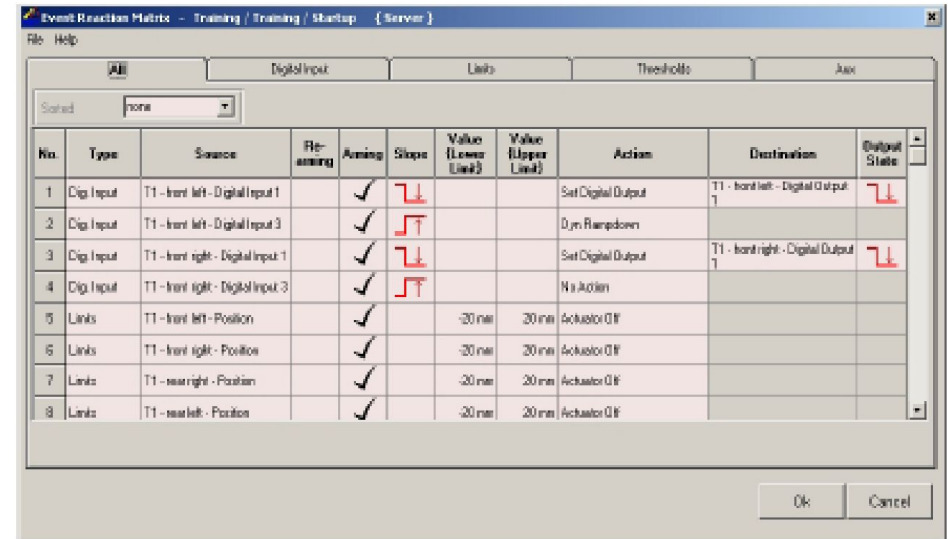 Event Reaction Matrix - Training / Training / Startup { Server }
File Help
All Digital Input Limits Thresholds Aux
Sorted none
No. Type Source Re-arming Arming Slope Value (Lower Limit) Value (Upper Limit) Action Destination Output State
1 Dig. Input T1 - front left - Digital Input 1 Set Digital Output T1 - front left - Digital Output 1
2 Dig. Input T1 - front left - Digital Input 3 Dyn. Rampdown
3 Dig. Input T1 - front right - Digital Input 1 Set Digital Output T1 - front right - Digital Output 1
4 Dig. Input T1 - front right - Digital Input 3 No Action
5 Limits T1 - front left - Position -20 mm 20 mm Actuator Off
6 Limits T1 - front right - Position -20 mm 20 mm Actuator Off
7 Limits T1 - rear right - Position -20 mm 20 mm Actuator Off
8 Limits T1 - rear left - Position -20 mm 20 mm Actuator Off
Ok Cancel